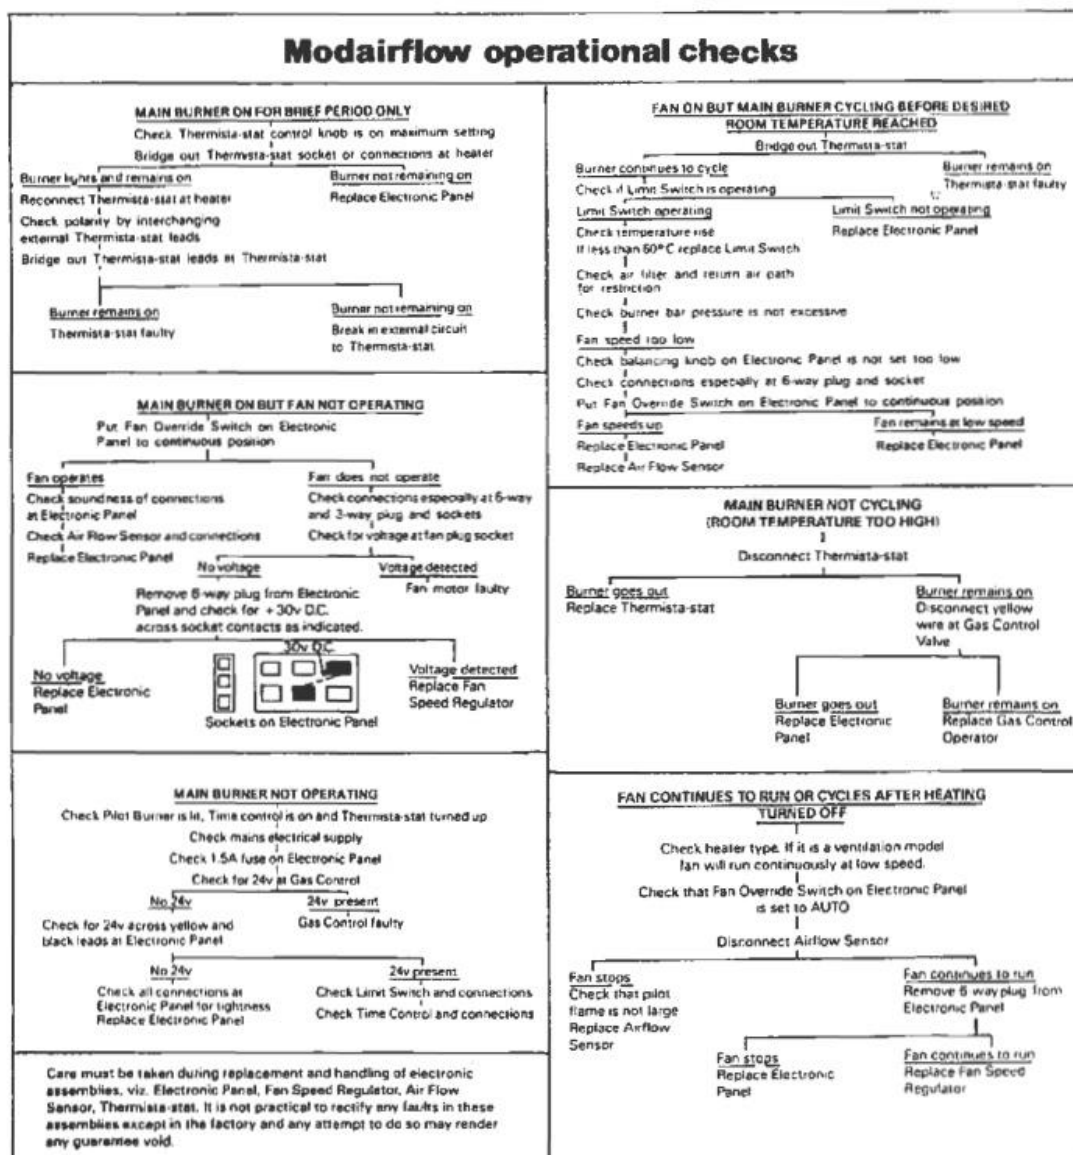 Modairflow operational checks
MAIN BURNER ON FOR BRIEF PERIOD ONLY
Check Thermista-stat control knob is on maximum setting
Bridge out Thermista-stat socket or connections at heater
Burner lights and remains on
Reconnect Thermista-stat at heater
Check polarity by interchanging
external Thermista-stat leads
Bridge out Thermista-stat leads at Thermista-stat
Burner not remaining on
Replace Electronic Panel
Burner remains on
Thermista-stat faulty
Burner not remaining on
Break in external circuit
to Thermista-stat
MAIN BURNER ON BUT FAN NOT OPERATING
Put Fan Override Switch on Electronic
Panel to continuous position
Fan operates
Check soundness of connections
at Electronic Panel
Check Air Flow Sensor and connections
Replace Electronic Panel
Fan does not operate
Check connections especially at 6-way
and 3-way plug and sockets
Check for voltage at fan plug socket
No voltage
Voltage detected
Fan motor faulty
Remove 6-way plug from Electronic
Panel and check for + 30v D.C.
across socket contacts as indicated.
30v D.C.
No voltage
Replace Electronic
Panel
Voltage detected
Replace Fan
Speed Regulator
Sockets on Electronic Panel
MAIN BURNER NOT OPERATING
Check Pilot Burner is lit, Time control is on and Thermista-stat turned up
Check mains electrical supply
Check 1.5A fuse on Electronic Panel
Check for 24v at Gas Control
No 24v
Check for 24v across yellow and
black leads at Electronic Panel
24v present
Gas Control faulty
No 24v
Check all connections at
Electronic Panel for tightness
Replace Electronic Panel
24v present
Check Limit Switch and connections
Check Time Control and connections
Care must be taken during replacement and handling of electronic
assemblies, viz. Electronic Panel, Fan Speed Regulator, Air Flow
Sensor, Thermista-stat. It is not practical to rectify any faults in these
assemblies except in the factory and any attempt to do so may render
any guarantee void.
FAN ON BUT MAIN BURNER CYCLING BEFORE DESIRED
ROOM TEMPERATURE REACHED
Bridge out Thermista-stat
Burner continues to cycle
Check if Limit Switch is operating
Burner remains on
Thermista-stat faulty
Limit Switch operating
Check temperature rise
If less than 60°C replace Limit Switch
Limit Switch not operating
Replace Electronic Panel
Check air filter and return air path
for restriction
Check burner bar pressure is not excessive
Fan speed too low
Check balancing knob on Electronic Panel is not set too low
Check connections especially at 6-way plug and socket
Put Fan Override Switch on Electronic Panel to continuous position
Fan speeds up
Replace Electronic Panel
Replace Air Flow Sensor
Fan remains at low speed
Replace Electronic Panel
MAIN BURNER NOT CYCLING
(ROOM TEMPERATURE TOO HIGH)
Disconnect Thermista-stat
Burner goes out
Replace Thermista-stat
Burner remains on
Disconnect yellow
wire at Gas Control
Valve
Burner goes out
Replace Electronic
Panel
Burner remains on
Replace Gas Control
Operator
FAN CONTINUES TO RUN OR CYCLES AFTER HEATING
TURNED OFF
Check heater type. If it is a ventilation model
fan will run continuously at low speed.
Check that Fan Override Switch on Electronic Panel
is set to AUTO
Disconnect Airflow Sensor
Fan stops
Check that pilot
flame is not large
Replace Airflow
Sensor
Fan continues to run
Remove 6 way plug from
Electronic Panel
Fan stops
Replace Electronic
Panel
Fan continues to run
Replace Fan Speed
Regulator